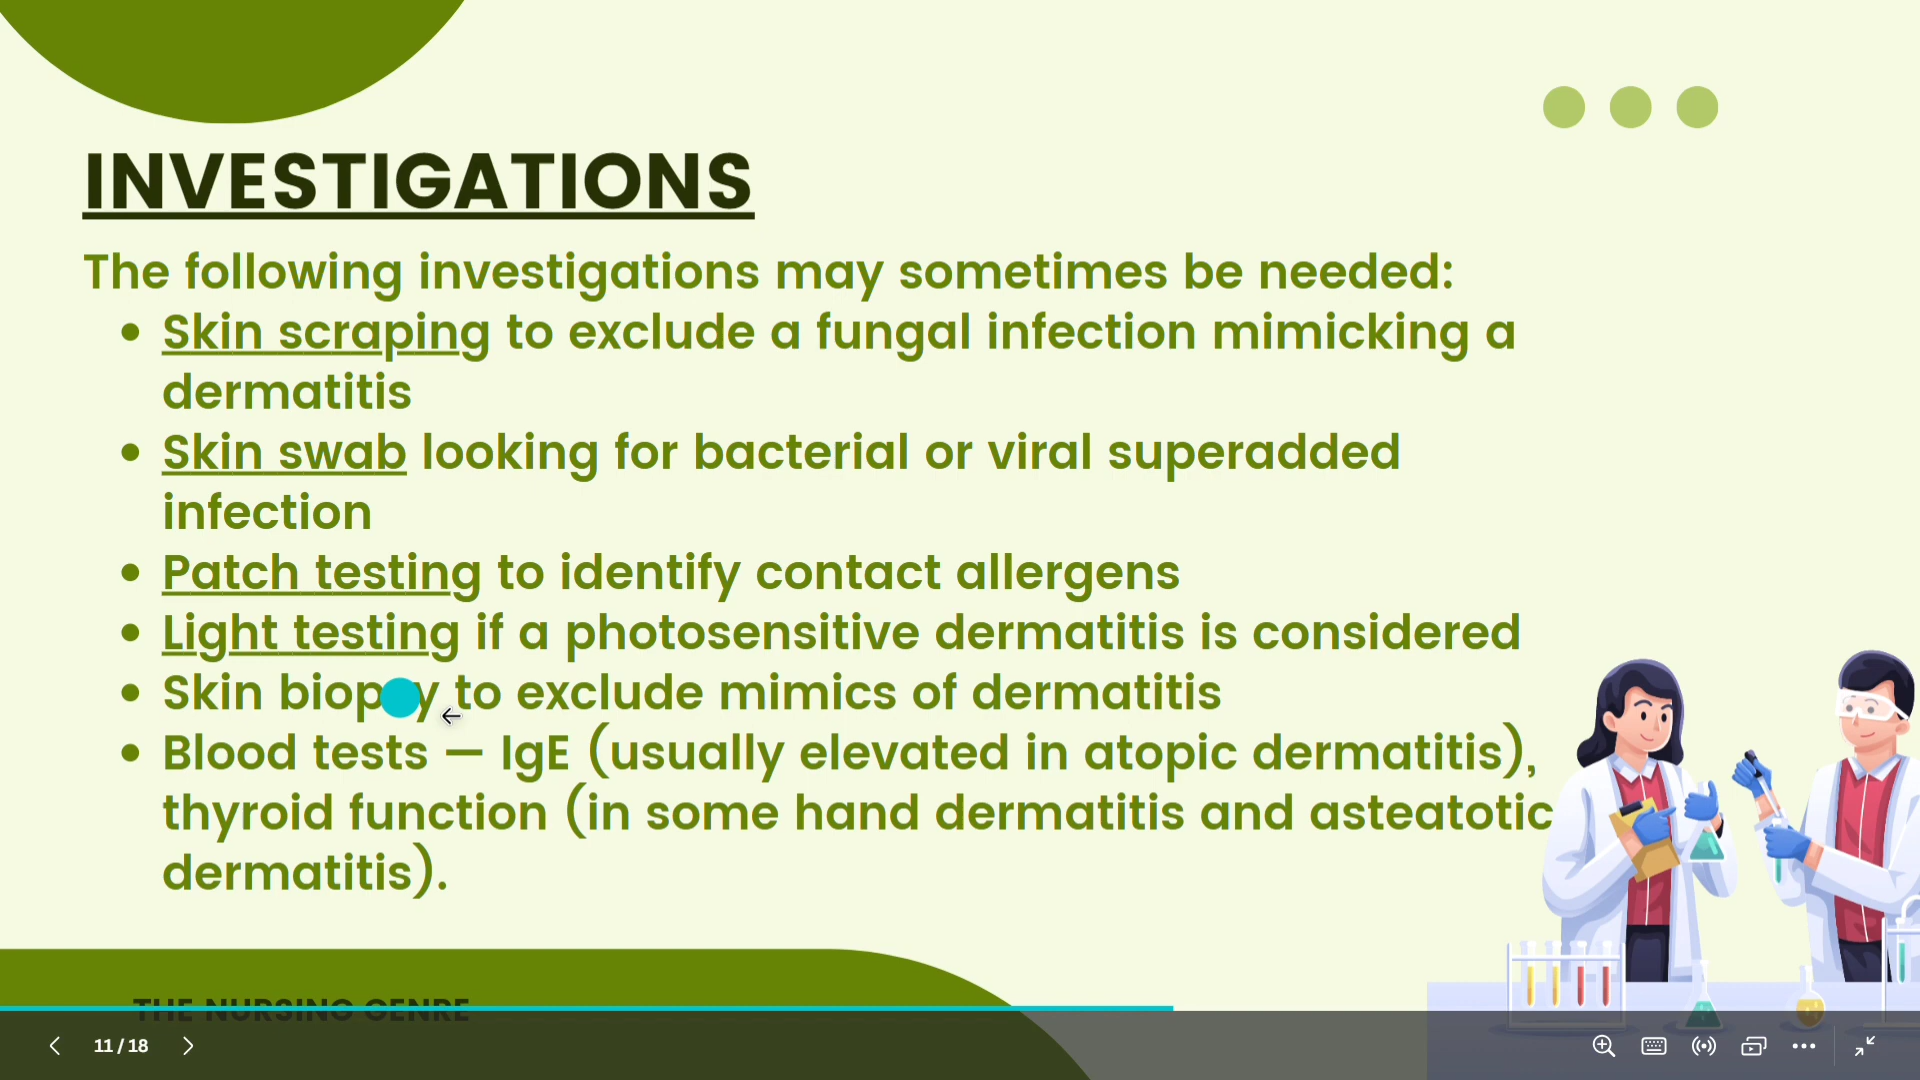 INVESTIGATIONS
The following investigations may sometimes be needed:
• Skin scraping to exclude a fungal infection mimicking a
dermatitis
• Skin swab looking for bacterial or viral superadded
infection
• Patch testing to identify contact allergens
• Light testing if a photosensitive dermatitis is considered
• Skin biopsy to exclude mimics of dermatitis
• Blood tests — IgE (usually elevated in atopic dermatitis),
thyroid function (in some hand dermatitis and asteatotic
dermatitis).
THE NURSING GENRE
11 / 18